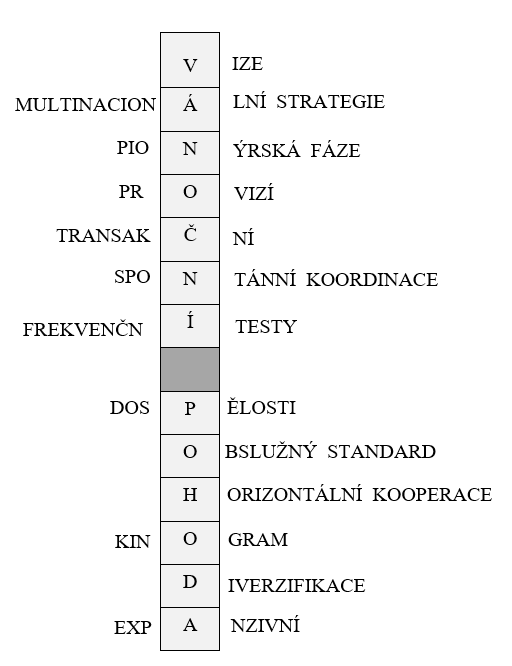 V IZE
MULTINACION Á LNÍ STRATEGIE
PIO N ÝRSKÁ FÁZE
PR O VIZÍ
TRANSAK Č NÍ
SPO N TÁNNÍ KOORDINACE
FREKVENČN Í TESTY
DOS P ĚLOSTI
O BSLUŽNÝ STANDARD
H ORIZONTÁLNÍ KOOPERACE
KIN O GRAM
D IVERZIFIKACE
EXP A NZIVNÍ